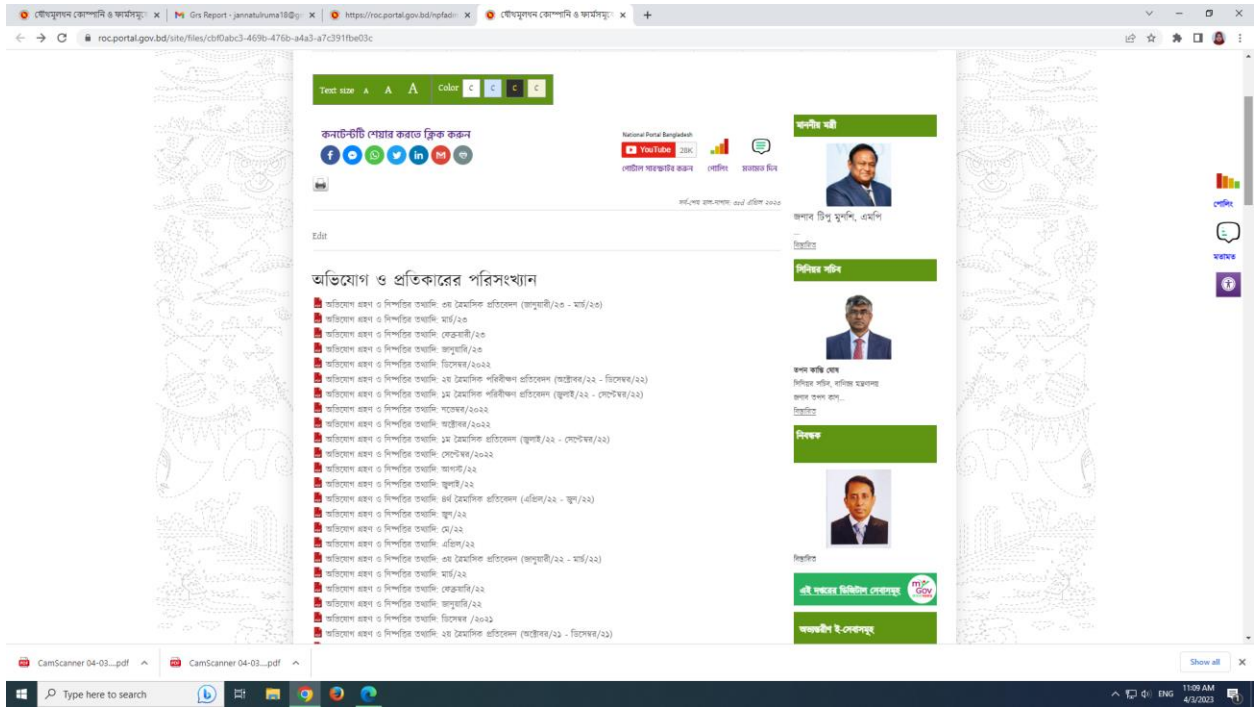 যৌথমূলধন কোম্পানি ও ফার্মসমূহ
Grs Report - jannatulruma18@g
https://roc.portal.gov.bd/npfadm
যৌথমূলধন কোম্পানি ও ফার্মসমূহ
roc.portal.gov.bd/site/files/cbf0abc3-469b-476b-a4a3-a7c391fbe03c
Text size A A A Color C C C C
কনটেন্টটি শেয়ার করতে ক্লিক করুন
National Portal Bangladesh
YouTube 28K
পোর্টাল সাবস্ক্রাইব করুন পোলিং মতামত দিন
সর্ব-শেষ হাল-নাগাদ: ৩rd এপ্রিল ২০২৩
Edit
অভিযোগ ও প্রতিকারের পরিসংখ্যান
অভিযোগ গ্রহণ ও নিষ্পত্তির তথ্যাদি: ৩য় ত্রৈমাসিক প্রতিবেদন (জানুয়ারী/২৩ - মার্চ/২৩)
অভিযোগ গ্রহণ ও নিষ্পত্তির তথ্যাদি: মার্চ/২৩
অভিযোগ গ্রহণ ও নিষ্পত্তির তথ্যাদি: ফেব্রুয়ারী/২৩
অভিযোগ গ্রহণ ও নিষ্পত্তির তথ্যাদি: জানুয়ারি/২৩
অভিযোগ গ্রহণ ও নিষ্পত্তির তথ্যাদি: ডিসেম্বর/২০২২
অভিযোগ গ্রহণ ও নিষ্পত্তির তথ্যাদি: ২য় ত্রৈমাসিক পরিবীক্ষণ প্রতিবেদন (অক্টোবর/২২ - ডিসেম্বর/২২)
অভিযোগ গ্রহণ ও নিষ্পত্তির তথ্যাদি: ১ম ত্রৈমাসিক পরিবীক্ষণ প্রতিবেদন (জুলাই/২২ - সেপ্টেম্বর/২২)
অভিযোগ গ্রহণ ও নিষ্পত্তির তথ্যাদি: নভেম্বর/২০২২
অভিযোগ গ্রহণ ও নিষ্পত্তির তথ্যাদি: অক্টোবর/২০২২
অভিযোগ গ্রহণ ও নিষ্পত্তির তথ্যাদি: ১ম ত্রৈমাসিক প্রতিবেদন (জুলাই/২২ - সেপ্টেম্বর/২২)
অভিযোগ গ্রহণ ও নিষ্পত্তির তথ্যাদি: সেপ্টেম্বর/২০২২
অভিযোগ গ্রহণ ও নিষ্পত্তির তথ্যাদি: আগস্ট/২২
অভিযোগ গ্রহণ ও নিষ্পত্তির তথ্যাদি: জুলাই/২২
অভিযোগ গ্রহণ ও নিষ্পত্তির তথ্যাদি: ৪র্থ ত্রৈমাসিক প্রতিবেদন (এপ্রিল/২২ - জুন/২২)
অভিযোগ গ্রহণ ও নিষ্পত্তির তথ্যাদি: জুন/২২
অভিযোগ গ্রহণ ও নিষ্পত্তির তথ্যাদি: মে/২২
অভিযোগ গ্রহণ ও নিষ্পত্তির তথ্যাদি: এপ্রিল/২২
অভিযোগ গ্রহণ ও নিষ্পত্তির তথ্যাদি: ৩য় ত্রৈমাসিক প্রতিবেদন (জানুয়ারী/২২ - মার্চ/২২)
অভিযোগ গ্রহণ ও নিষ্পত্তির তথ্যাদি: মার্চ/২২
অভিযোগ গ্রহণ ও নিষ্পত্তির তথ্যাদি: ফেব্রুয়ারি/২২
অভিযোগ গ্রহণ ও নিষ্পত্তির তথ্যাদি: জানুয়ারি/২২
অভিযোগ গ্রহণ ও নিষ্পত্তির তথ্যাদি: ডিসেম্বর /২০২১
অভিযোগ গ্রহণ ও নিষ্পত্তির তথ্যাদি: ২য় ত্রৈমাসিক প্রতিবেদন (অক্টোবর/২১ - ডিসেম্বর/২১)
মাননীয় মন্ত্রী
জনাব টিপু মুনশি, এমপি
...
বিস্তারিত
সিনিয়র সচিব
তপন কান্তি ঘোষ
সিনিয়র সচিব, বাণিজ্য মন্ত্রণালয়
জনাব তপন কান্...
বিস্তারিত
নিবন্ধক
বিস্তারিত
এই দপ্তরের ডিজিটাল সেবাসমূহ
myGov
অভ্যন্তরীণ ই-সেবাসমূহ
পোলিং
মতামত
CamScanner 04-03....pdf
CamScanner 04-03....pdf
Show all
Type here to search
ENG
11:09 AM
4/3/2023